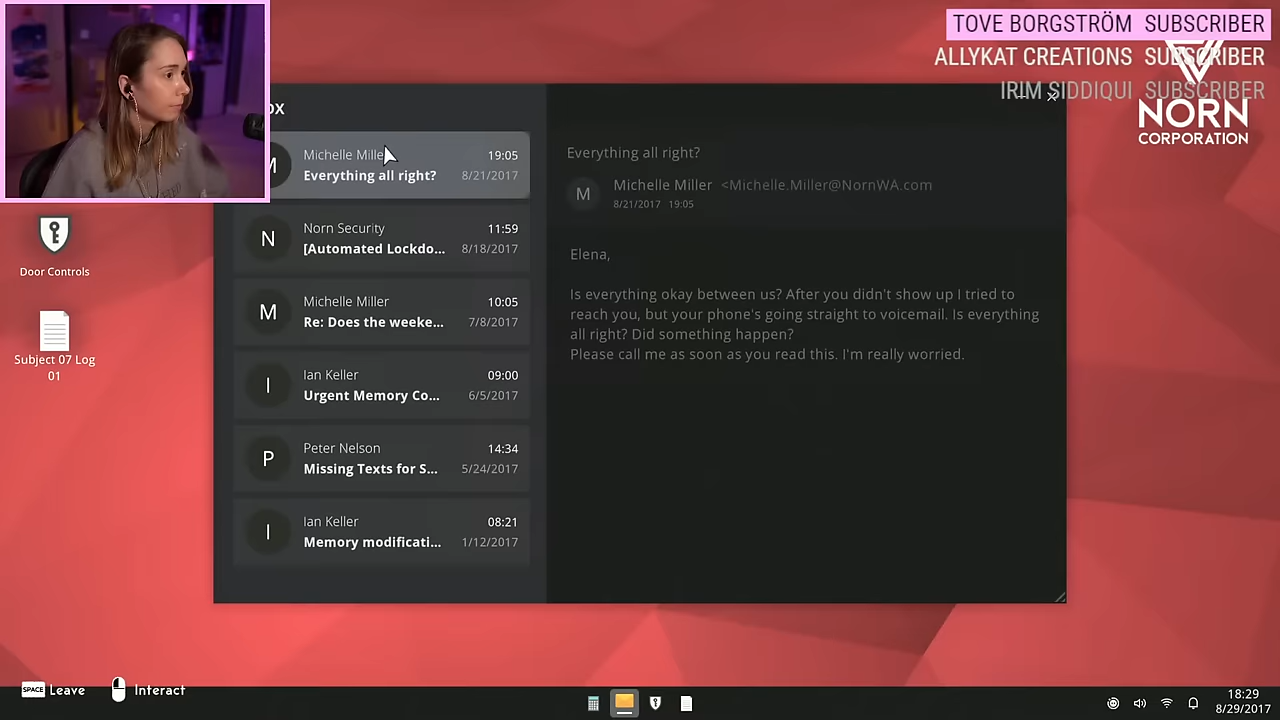 TOVE BORGSTRÖM SUBSCRIBER
ALLYKAT CREATIONS SUBSCRIBER
IRIM SIDDIQUI SUBSCRIBER
NORN
CORPORATION
Door Controls
Subject 07 Log
01
M
Michelle Mille 19:05
Everything all right? 8/21/2017
N
Norn Security 11:59
[Automated Lockdo... 8/18/2017
M
Michelle Miller 10:05
Re: Does the weeke... 7/8/2017
I
Ian Keller 09:00
Urgent Memory Co... 6/5/2017
P
Peter Nelson 14:34
Missing Texts for S... 5/24/2017
I
Ian Keller 08:21
Memory modificati... 1/12/2017
Everything all right?
M
Michelle Miller <Michelle.Miller@NornWA.com
8/21/2017 19:05
Elena,
Is everything okay between us? After you didn't show up I tried to
reach you, but your phone's going straight to voicemail. Is everything
all right? Did something happen?
Please call me as soon as you read this. I'm really worried.
SPACE Leave Interact
18:29
8/29/2017